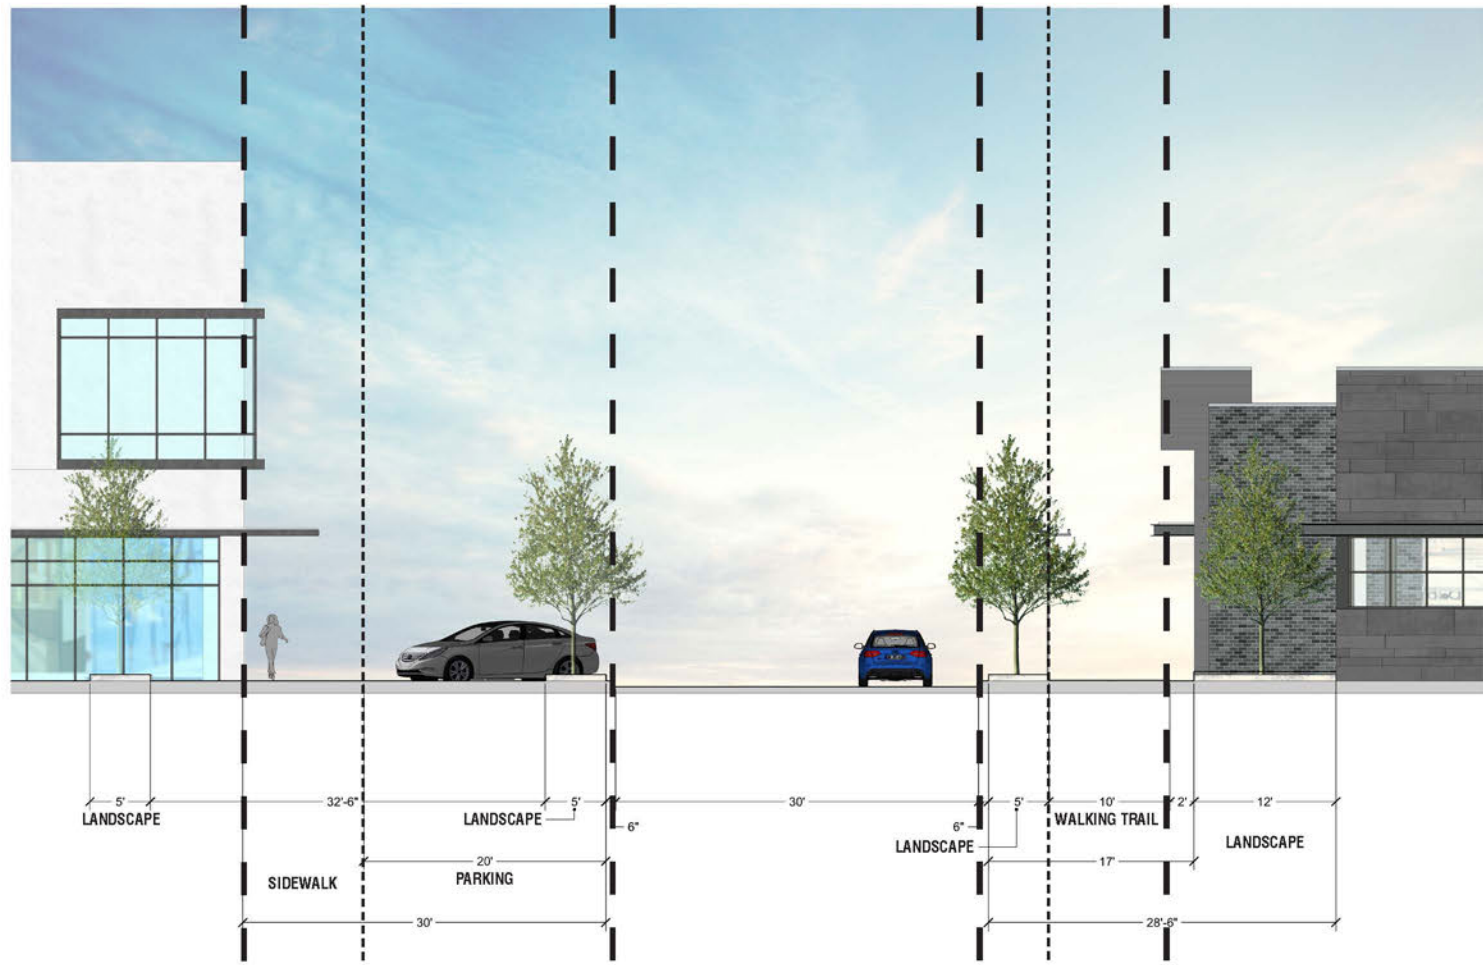 5'
32'-6"
5'
30'
5'
10'
2'
12'
LANDSCAPE
LANDSCAPE
6"
6"
WALKING TRAIL
LANDSCAPE
LANDSCAPE
20'
17'
SIDEWALK
PARKING
30'
28'-6"